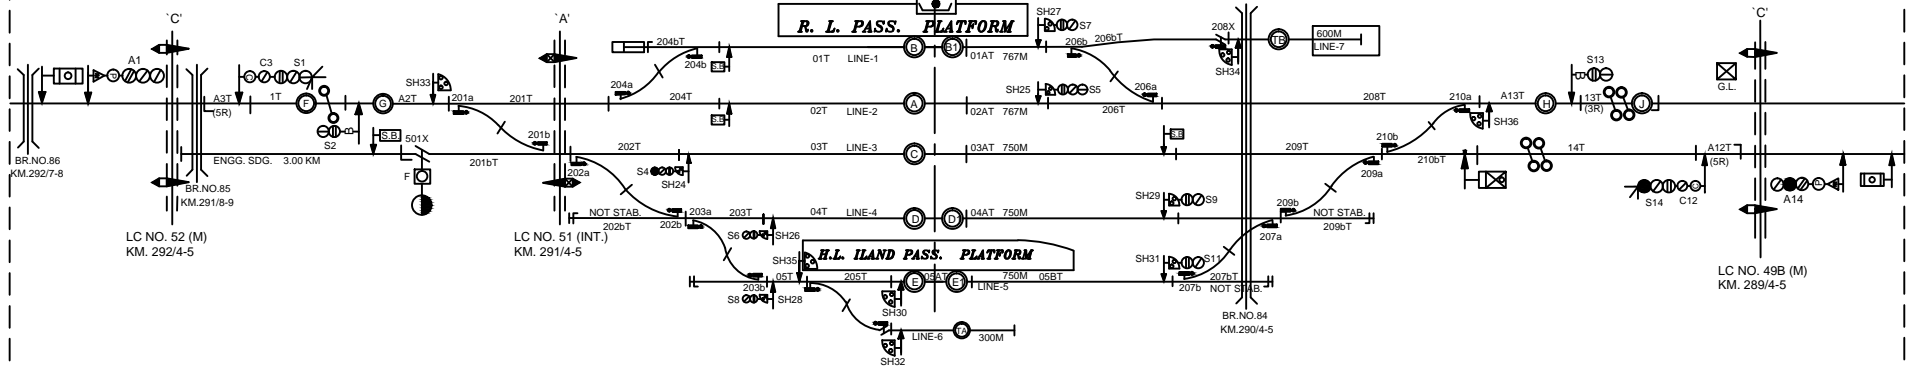 `C'
`A'
R. L. PASS. PLATFORM
`C'
SH27
S7
208X
600M
LINE-7
TB
204bT
204b
B
B1
206b
206bT
A1
P
C3
S1
C
SH33
S.B.
01T
LINE-1
01AT
767M
SH34
S13
G.L.
204a
SH25
S5
206a
210a
A3T
(5R)
1T
F
G
A2T
201a
201T
204T
02T
LINE-2
A
02AT
767M
206T
208T
A13T
H
13T
(3R)
J
S2
S.B.
501X
201b
S.B.
S.B
210b
SH36
BR.NO.86
KM.292/7-8
ENGG. SDG.
3.00 KM
201bT
202T
03T
LINE-3
C
03AT
750M
209T
210bT
14T
A12T
(5R)
202a
S4
SH24
209a
F
BR.NO.85
KM.291/8-9
SH29
S9
S14
C12
A14
NOT STAB.
202bT
202b
203a
203T
04T
LINE-4
D
D1
04AT
750M
209b
NOT STAB.
209bT
207a
LC NO. 52 (M)
KM. 292/4-5
LC NO. 51 (INT.)
KM. 291/4-5
S6
SH26
SH35
H.L. ILAND PASS. PLATFORM
SH31
S11
203b
05T
205T
05AT
E
E1
LINE-5
750M
05BT
207b
207bT
NOT STAB.
LC NO. 49B (M)
KM. 289/4-5
S8
SH28
SH30
BR.NO.84
KM.290/4-5
LINE-6
TA
300M
SH32